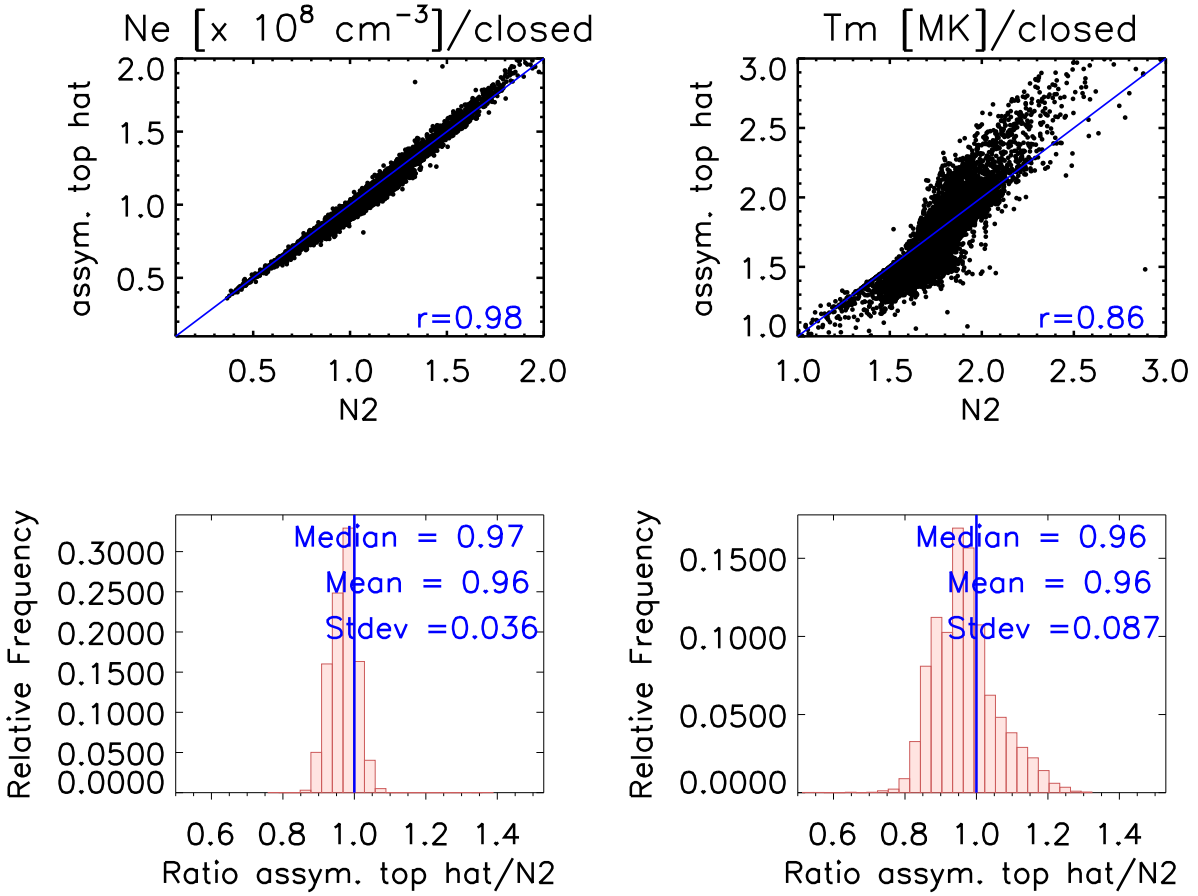 Ne [x 10⁸ cm⁻³]/closed
assym. top hat
2.0
1.5
1.0
0.5
r=0.98
0.5 1.0 1.5 2.0
N2
Tm [MK]/closed
assym. top hat
3.0
2.5
2.0
1.5
1.0
r=0.86
1.0 1.5 2.0 2.5 3.0
N2
Relative Frequency
0.3000
0.2500
0.2000
0.1500
0.1000
0.0500
0.0000
Median = 0.97
Mean = 0.96
Stdev =0.036
0.6 0.8 1.0 1.2 1.4
Ratio assym. top hat/N2
Relative Frequency
0.1500
0.1000
0.0500
0.0000
Median = 0.96
Mean = 0.96
Stdev =0.087
0.6 0.8 1.0 1.2 1.4
Ratio assym. top hat/N2